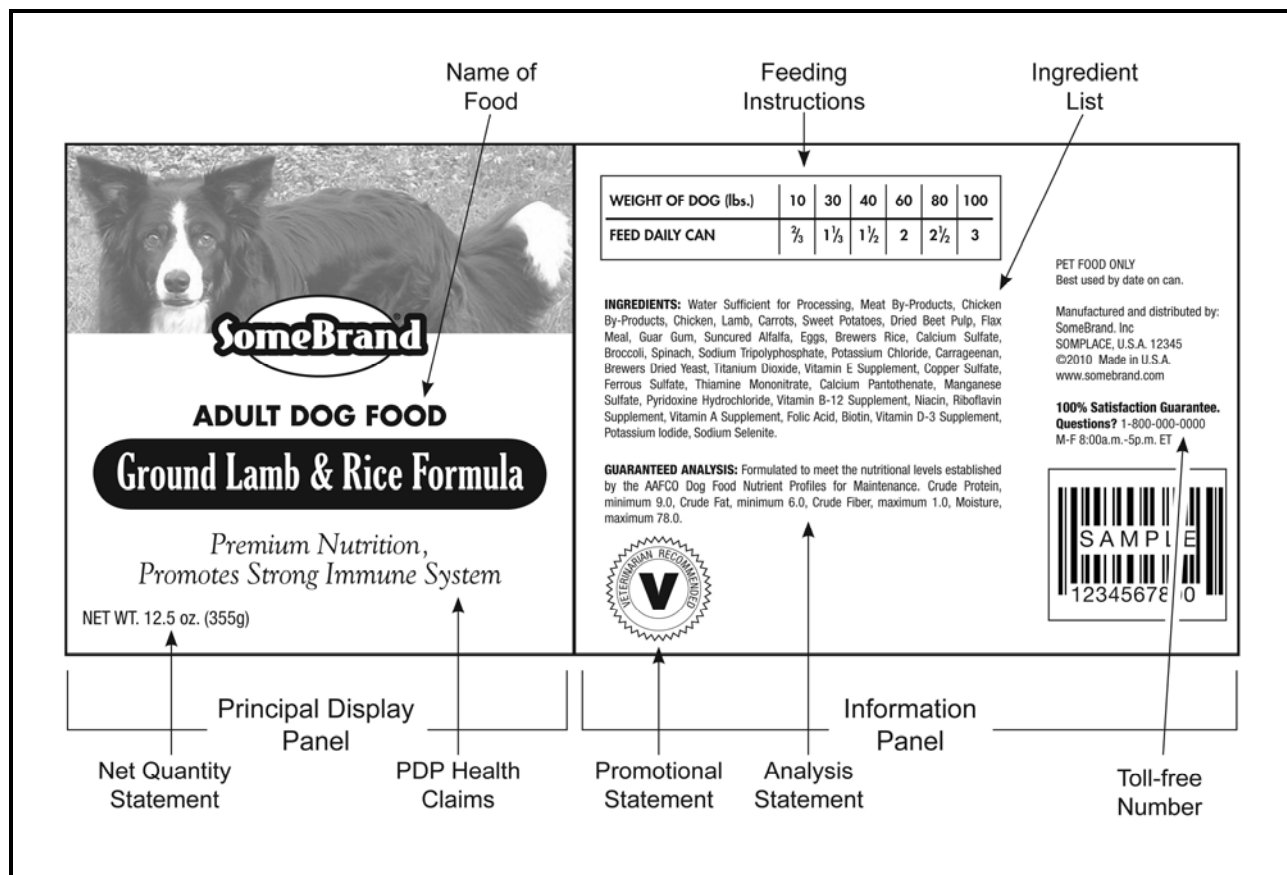 Name of
Food
Feeding
Instructions
Ingredient
List
SomeBrand®
ADULT DOG FOOD
Ground Lamb & Rice Formula
Premium Nutrition,
Promotes Strong Immune System
NET WT. 12.5 oz. (355g)
WEIGHT OF DOG (lbs.) 10 30 40 60 80 100
FEED DAILY CAN ⅔ 1⅓ 1½ 2 2½ 3
INGREDIENTS: Water Sufficient for Processing, Meat By-Products, Chicken
By-Products, Chicken, Lamb, Carrots, Sweet Potatoes, Dried Beet Pulp, Flax
Meal, Guar Gum, Suncured Alfalfa, Eggs, Brewers Rice, Calcium Sulfate,
Broccoli, Spinach, Sodium Tripolyphosphate, Potassium Chloride, Carrageenan,
Brewers Dried Yeast, Titanium Dioxide, Vitamin E Supplement, Copper Sulfate,
Ferrous Sulfate, Thiamine Mononitrate, Calcium Pantothenate, Manganese
Sulfate, Pyridoxine Hydrochloride, Vitamin B-12 Supplement, Niacin, Riboflavin
Supplement, Vitamin A Supplement, Folic Acid, Biotin, Vitamin D-3 Supplement,
Potassium Iodide, Sodium Selenite.
GUARANTEED ANALYSIS: Formulated to meet the nutritional levels established
by the AAFCO Dog Food Nutrient Profiles for Maintenance. Crude Protein,
minimum 9.0, Crude Fat, minimum 6.0, Crude Fiber, maximum 1.0, Moisture,
maximum 78.0.
VETERINARIAN RECOMMENDED
V
PET FOOD ONLY
Best used by date on can.
Manufactured and distributed by:
SomeBrand. Inc
SOMPLACE, U.S.A. 12345
©2010 Made in U.S.A.
www.somebrand.com
100% Satisfaction Guarantee.
Questions? 1-800-000-0000
M-F 8:00a.m.-5p.m. ET
SAMPLE
1234567800
Principal Display
Panel
Information
Panel
Net Quantity
Statement
PDP Health
Claims
Promotional
Statement
Analysis
Statement
Toll-free
Number